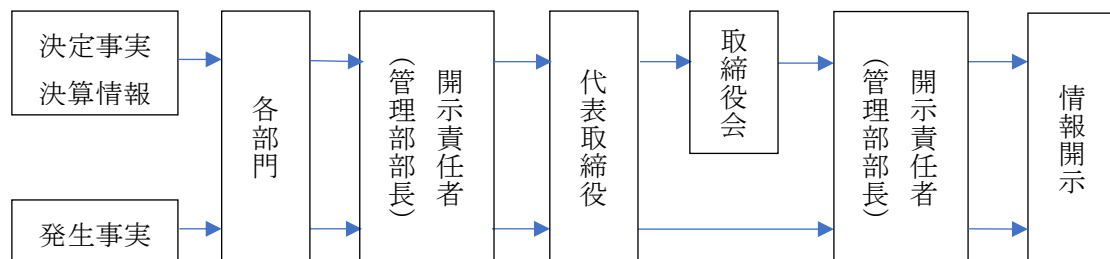 決定事実
決算情報
発生事実
各部門
開示責任者
(管理部部長)
代表取締役
取締役会
開示責任者
(管理部部長)
情報開示